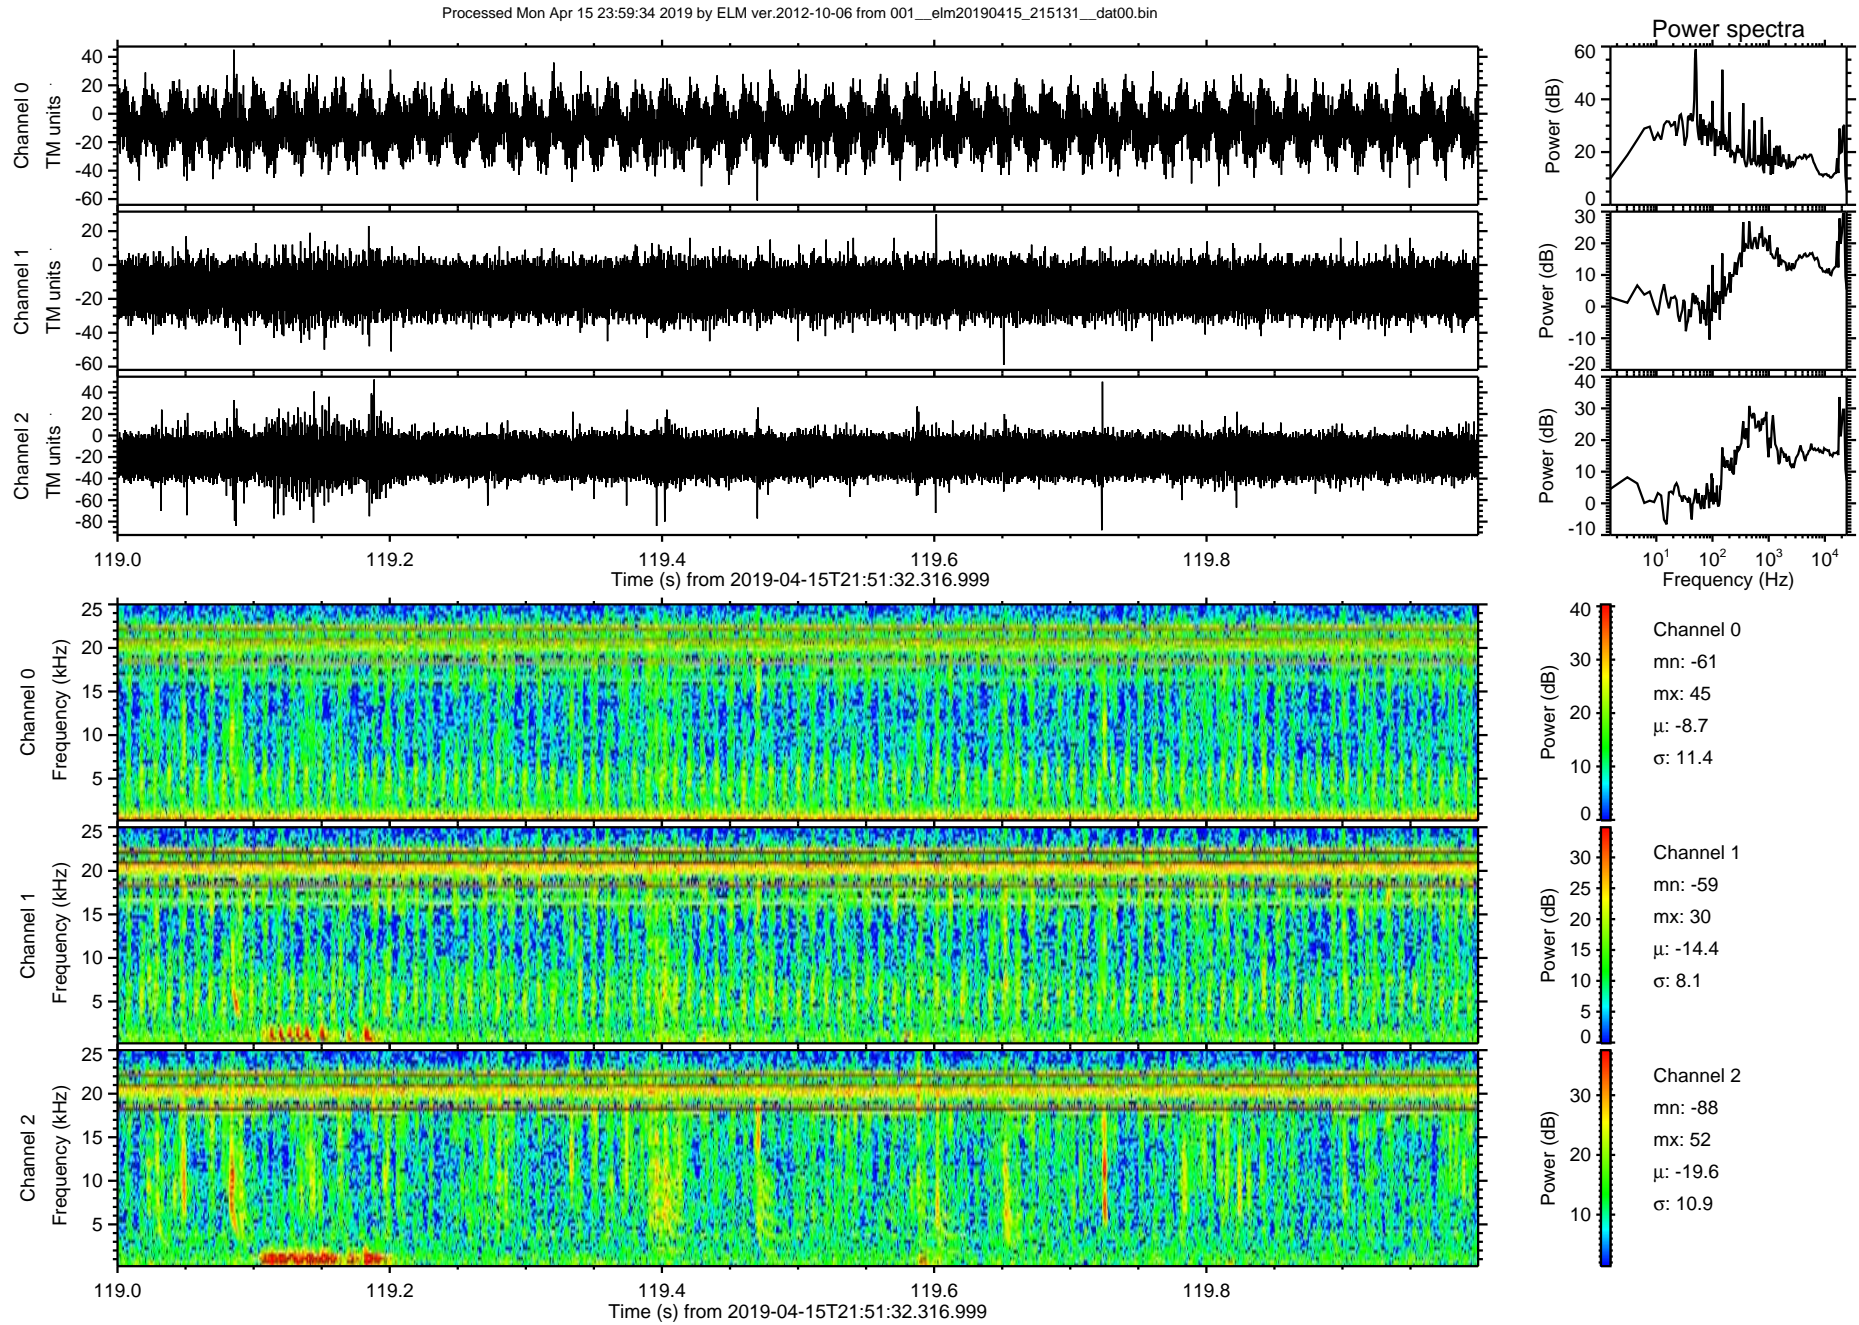 Processed Mon Apr 15 23:59:34 2019 by ELM ver.2012-10-06 from 001__elm20190415_215131__dat00.bin
Power spectra
Channel 0
TM units
40
20
0
-20
-40
-60
Power (dB)
60
40
20
0
Channel 1
TM units
20
0
-20
-40
-60
Power (dB)
30
20
10
0
-10
-20
Channel 2
TM units
40
20
0
-20
-40
-60
-80
Power (dB)
40
30
20
10
0
-10
119.0 119.2 119.4 119.6 119.8
Time (s) from 2019-04-15T21:51:32.316.999
10^1 10^2 10^3 10^4
Frequency (Hz)
Channel 0
Frequency (kHz)
25
20
15
10
5
Power (dB)
40
30
20
10
0
Channel 0
mn: -61
mx: 45
μ: -8.7
σ: 11.4
Channel 1
Frequency (kHz)
25
20
15
10
5
Power (dB)
30
25
20
15
10
5
0
Channel 1
mn: -59
mx: 30
μ: -14.4
σ: 8.1
Channel 2
Frequency (kHz)
25
20
15
10
5
Power (dB)
30
20
10
Channel 2
mn: -88
mx: 52
μ: -19.6
σ: 10.9
119.0 119.2 119.4 119.6 119.8
Time (s) from 2019-04-15T21:51:32.316.999